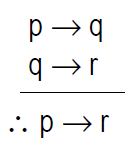 p → q
q → r
∴ p → r